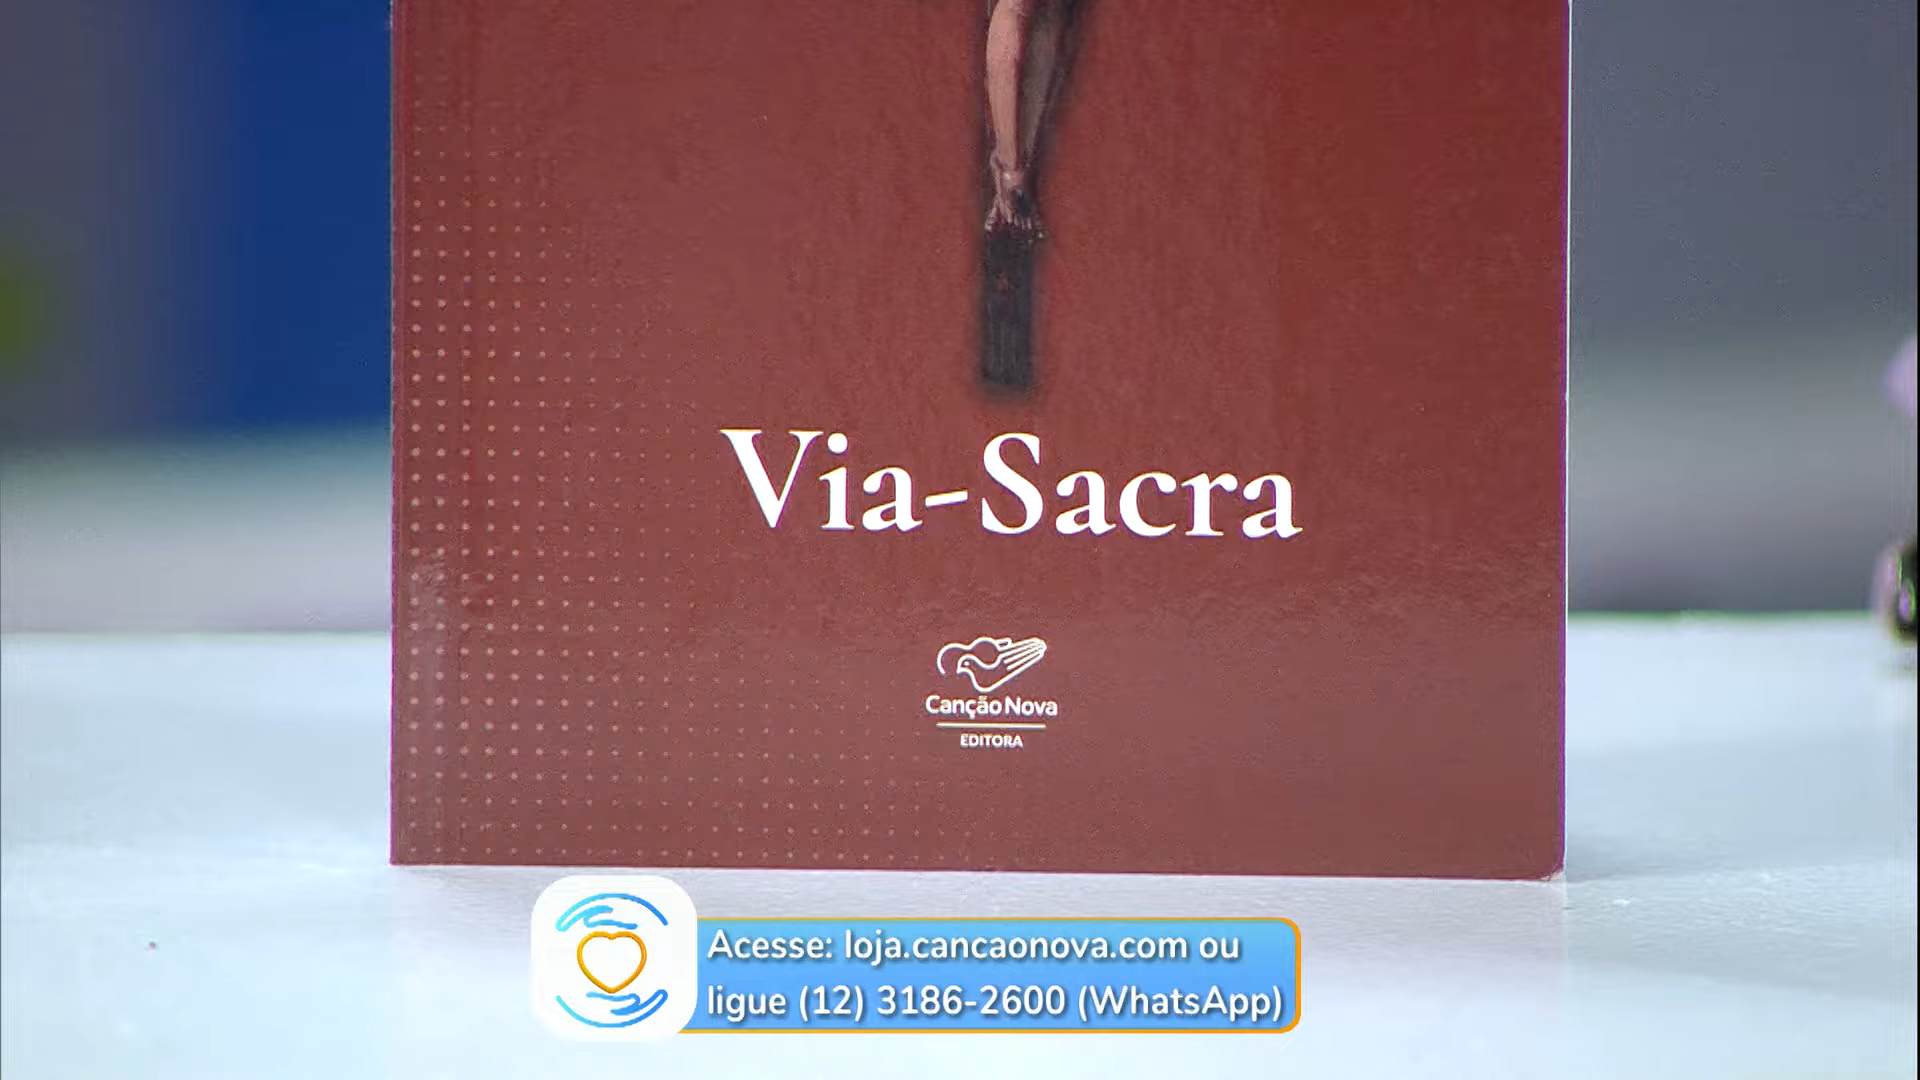 Via-Sacra
Canção Nova
EDITORA
Acesse: loja.cancaonova.com ou
ligue (12) 3186-2600 (WhatsApp)